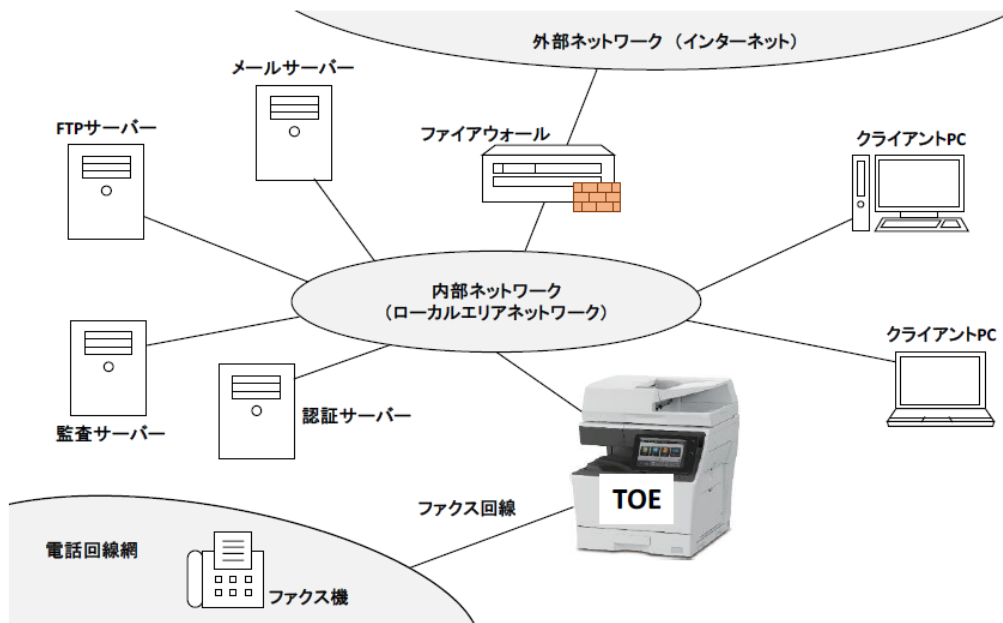 外部ネットワーク （インターネット）
メールサーバー
FTPサーバー
ファイアウォール
クライアントPC
内部ネットワーク
（ローカルエリアネットワーク）
クライアントPC
監査サーバー
認証サーバー
TOE
ファクス回線
電話回線網
ファクス機